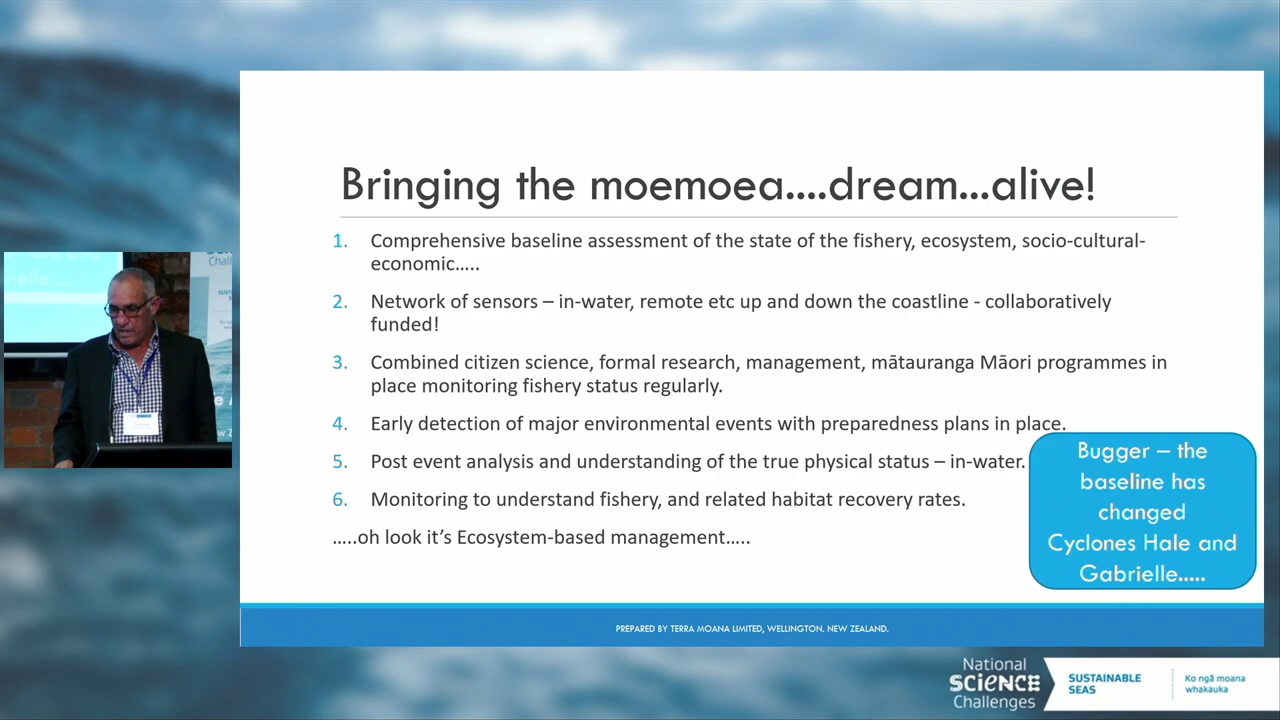 Bringing the moemoea....dream...alive!
1. Comprehensive baseline assessment of the state of the fishery, ecosystem, socio-cultural-
economic.....
2. Network of sensors – in-water, remote etc up and down the coastline - collaboratively
funded!
3. Combined citizen science, formal research, management, mātauranga Māori programmes in
place monitoring fishery status regularly.
4. Early detection of major environmental events with preparedness plans in place.
5. Post event analysis and understanding of the true physical status – in-water.
6. Monitoring to understand fishery, and related habitat recovery rates.
.....oh look it’s Ecosystem-based management.....
Bugger – the
baseline has
changed
Cyclones Hale and
Gabrielle.....
PREPARED BY TERRA MOANA LIMITED, WELLINGTON. NEW ZEALAND.
National
SCIENCE
Challenges
SUSTAINABLE
SEAS
Ko ngā moana
whakauka